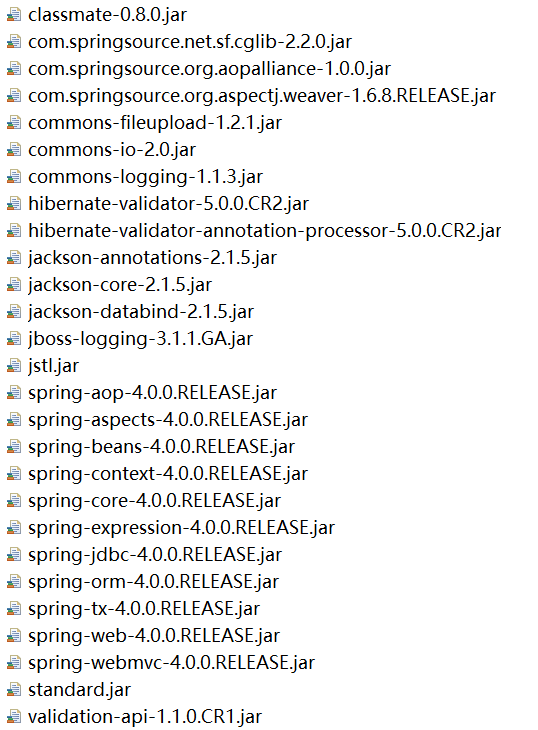 classmate-0.8.0.jar
com.springsource.net.sf.cglib-2.2.0.jar
com.springsource.org.aopalliance-1.0.0.jar
com.springsource.org.aspectj.weaver-1.6.8.RELEASE.jar
commons-fileupload-1.2.1.jar
commons-io-2.0.jar
commons-logging-1.1.3.jar
hibernate-validator-5.0.0.CR2.jar
hibernate-validator-annotation-processor-5.0.0.CR2.jar
jackson-annotations-2.1.5.jar
jackson-core-2.1.5.jar
jackson-databind-2.1.5.jar
jboss-logging-3.1.1.GA.jar
jstl.jar
spring-aop-4.0.0.RELEASE.jar
spring-aspects-4.0.0.RELEASE.jar
spring-beans-4.0.0.RELEASE.jar
spring-context-4.0.0.RELEASE.jar
spring-core-4.0.0.RELEASE.jar
spring-expression-4.0.0.RELEASE.jar
spring-jdbc-4.0.0.RELEASE.jar
spring-orm-4.0.0.RELEASE.jar
spring-tx-4.0.0.RELEASE.jar
spring-web-4.0.0.RELEASE.jar
spring-webmvc-4.0.0.RELEASE.jar
standard.jar
validation-api-1.1.0.CR1.jar